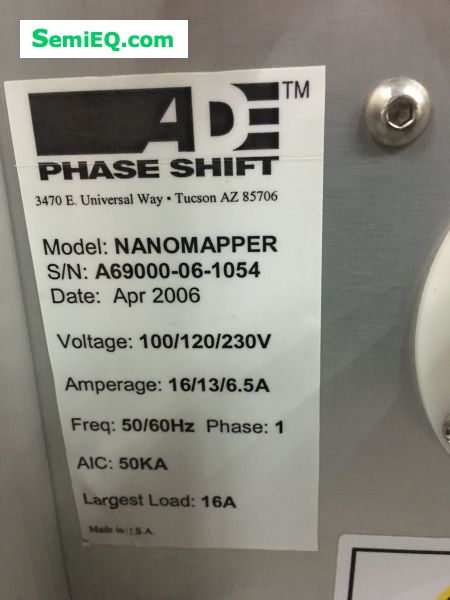 SemiEQ.com
ADE™
PHASE SHIFT
3470 E. Universal Way • Tucson AZ 85706
Model: NANOMAPPER
S/N: A69000-06-1054
Date: Apr 2006
Voltage: 100/120/230V
Amperage: 16/13/6.5A
Freq: 50/60Hz Phase: 1
AIC: 50KA
Largest Load: 16A
Made in U.S.A.